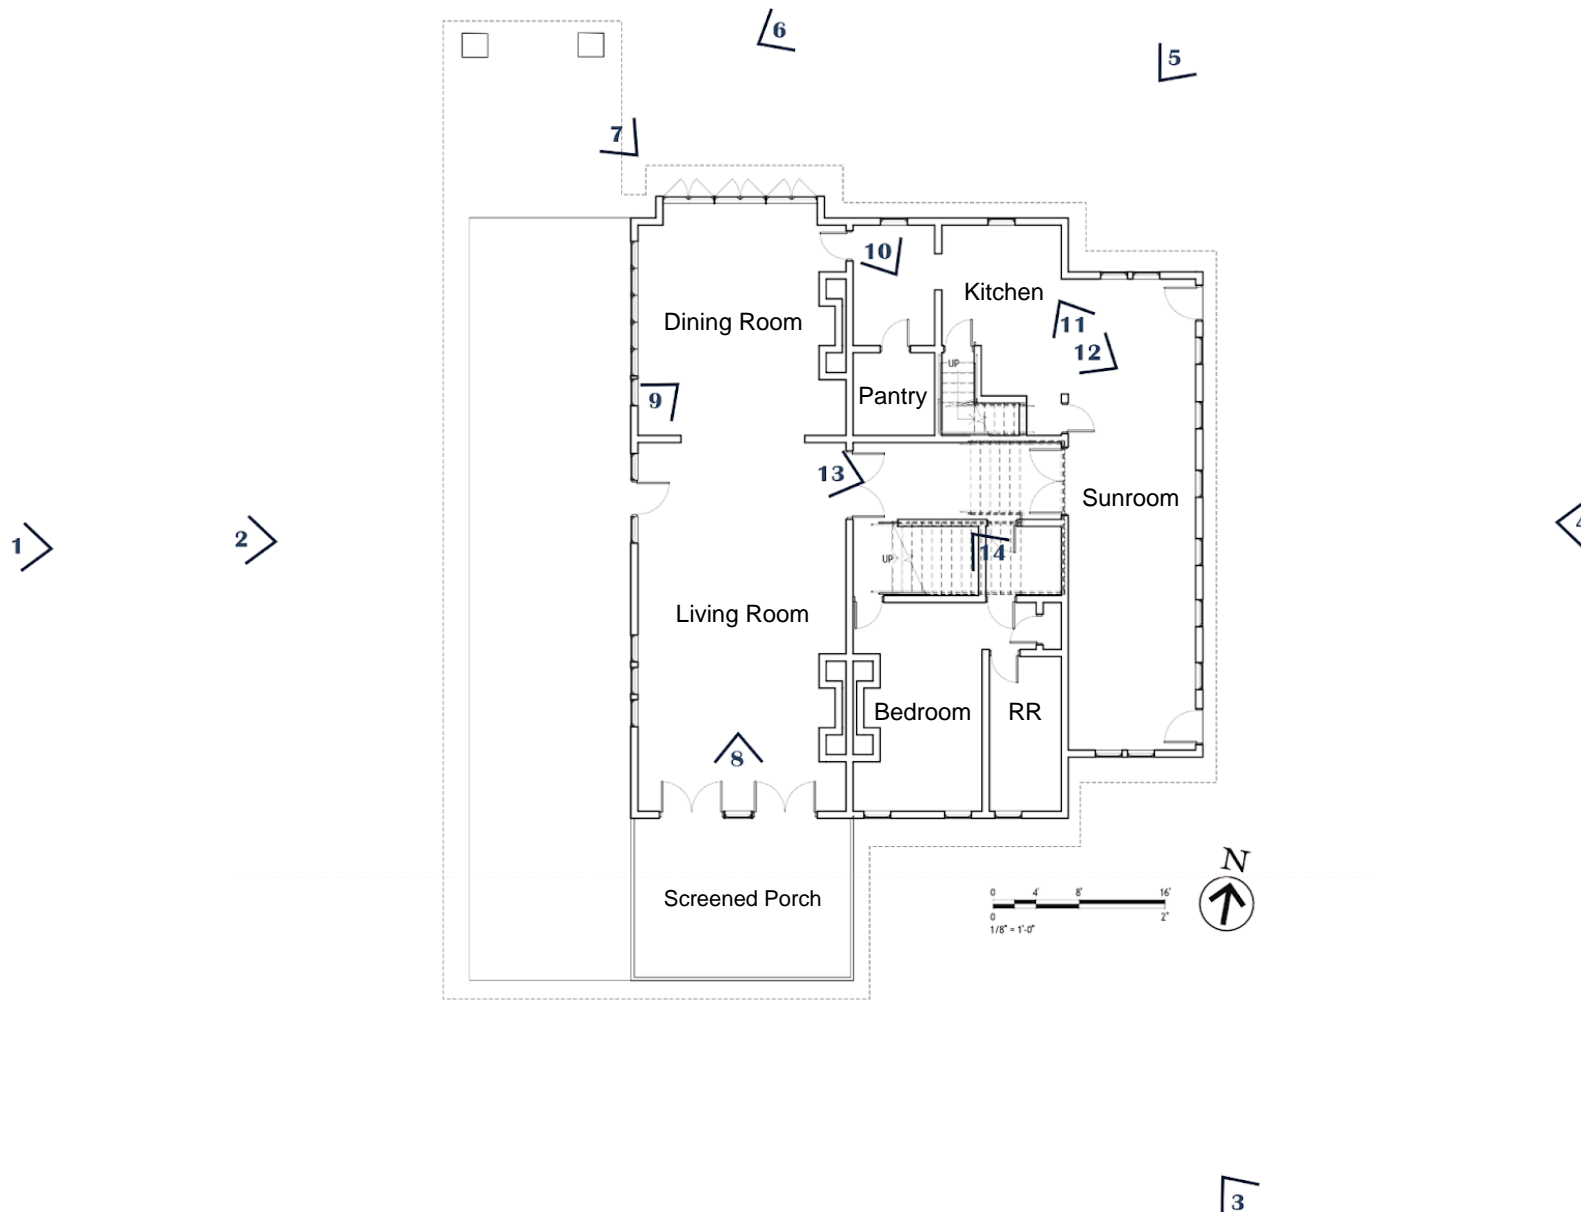 6
5
7
10
Kitchen
Dining Room
11
12
UP
Pantry
9
13
Sunroom
1
2
4
14
UP
Living Room
Bedroom
RR
8
N
Screened Porch
0 4' 8' 16'
0 2"
1/8" = 1'-0"
3